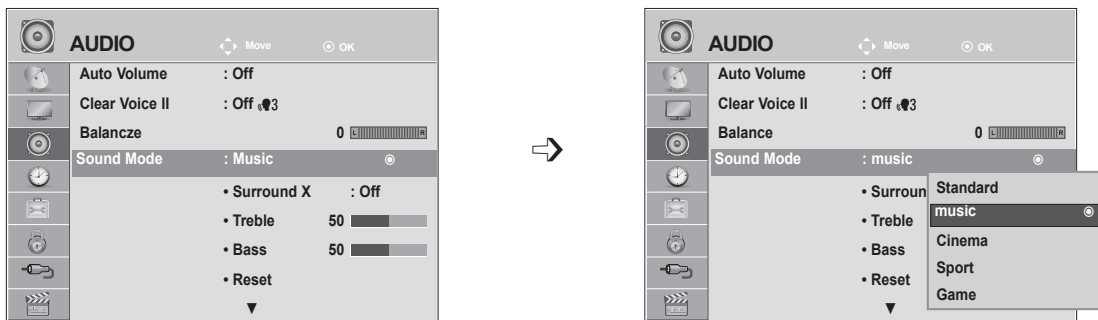 AUDIO Move OK
Auto Volume : Off
Clear Voice II : Off 3
Balancze 0 L R
Sound Mode : Music
• Surround X : Off
• Treble 50
• Bass 50
• Reset
▼
AUDIO Move OK
Auto Volume : Off
Clear Voice II : Off 3
Balance 0 L R
Sound Mode : music
• Surroun
• Treble
• Bass
• Reset
▼
Standard
music
Cinema
Sport
Game